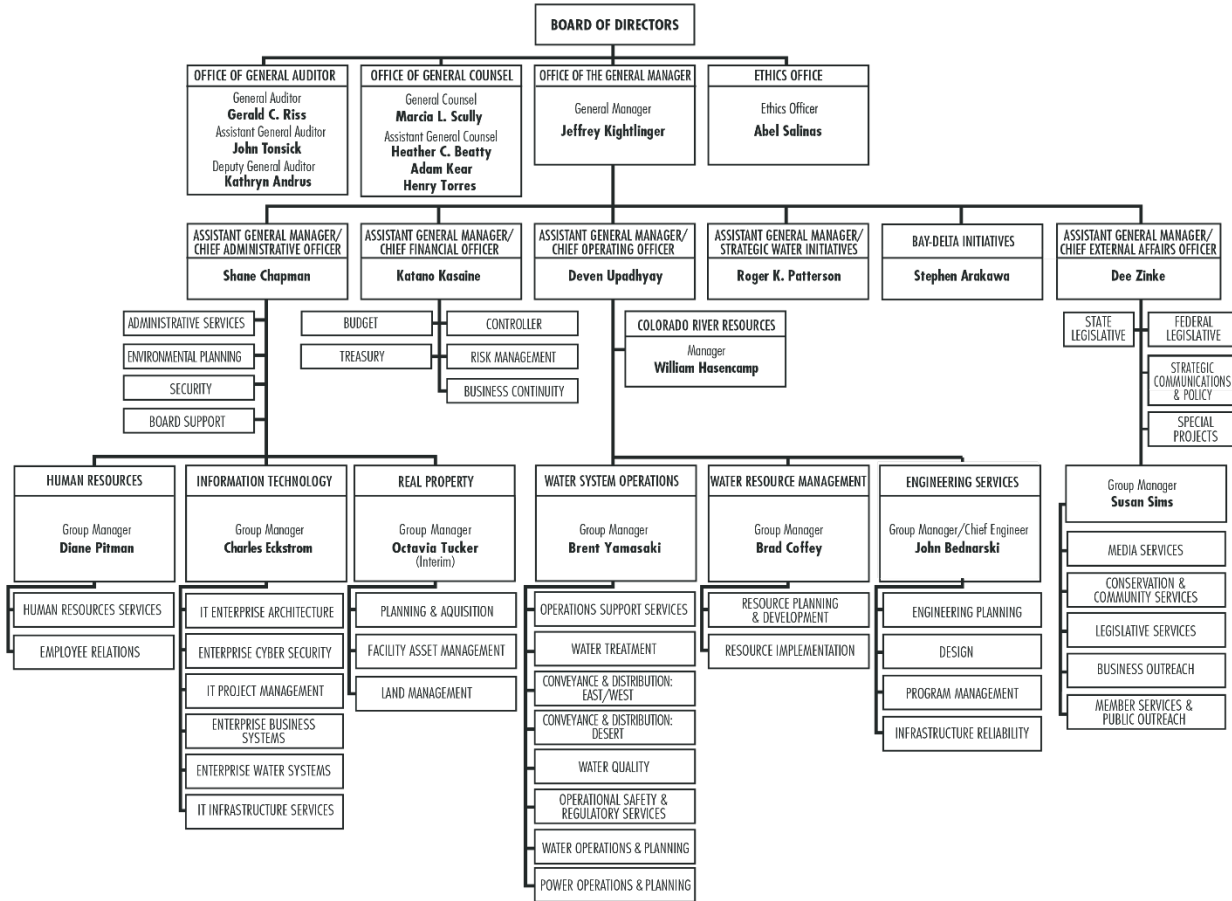 BOARD OF DIRECTORS
OFFICE OF GENERAL AUDITOR
General Auditor
Gerald C. Riss
Assistant General Auditor
John Tonsick
Deputy General Auditor
Kathryn Andrus
OFFICE OF GENERAL COUNSEL
General Counsel
Marcia L. Scully
Assistant General Counsel
Heather C. Beatty
Adam Kear
Henry Torres
OFFICE OF THE GENERAL MANAGER
General Manager
Jeffrey Kightlinger
ETHICS OFFICE
Ethics Officer
Abel Salinas
ASSISTANT GENERAL MANAGER/
CHIEF ADMINISTRATIVE OFFICER
Shane Chapman
ASSISTANT GENERAL MANAGER/
CHIEF FINANCIAL OFFICER
Katano Kasaine
ASSISTANT GENERAL MANAGER/
CHIEF OPERATING OFFICER
Deven Upadhyay
ASSISTANT GENERAL MANAGER/
STRATEGIC WATER INITIATIVES
Roger K. Patterson
BAY-DELTA INITIATIVES
Stephen Arakawa
ASSISTANT GENERAL MANAGER/
CHIEF EXTERNAL AFFAIRS OFFICER
Dee Zinke
ADMINISTRATIVE SERVICES
ENVIRONMENTAL PLANNING
SECURITY
BOARD SUPPORT
BUDGET
CONTROLLER
TREASURY
RISK MANAGEMENT
BUSINESS CONTINUITY
COLORADO RIVER RESOURCES
Manager
William Hasencamp
STATE
LEGISLATIVE
FEDERAL
LEGISLATIVE
STRATEGIC
COMMUNICATIONS
& POLICY
SPECIAL
PROJECTS
HUMAN RESOURCES
Group Manager
Diane Pitman
HUMAN RESOURCES SERVICES
EMPLOYEE RELATIONS
INFORMATION TECHNOLOGY
Group Manager
Charles Eckstrom
IT ENTERPRISE ARCHITECTURE
ENTERPRISE CYBER SECURITY
IT PROJECT MANAGEMENT
ENTERPRISE BUSINESS
SYSTEMS
ENTERPRISE WATER SYSTEMS
IT INFRASTRUCTURE SERVICES
REAL PROPERTY
Group Manager
Octavia Tucker
(Interim)
PLANNING & AQUISITION
FACILITY ASSET MANAGEMENT
LAND MANAGEMENT
WATER SYSTEM OPERATIONS
Group Manager
Brent Yamasaki
OPERATIONS SUPPORT SERVICES
WATER TREATMENT
CONVEYANCE & DISTRIBUTION:
EAST/WEST
CONVEYANCE & DISTRIBUTION:
DESERT
WATER QUALITY
OPERATIONAL SAFETY &
REGULATORY SERVICES
WATER OPERATIONS & PLANNING
POWER OPERATIONS & PLANNING
WATER RESOURCE MANAGEMENT
Group Manager
Brad Coffey
RESOURCE PLANNING
& DEVELOPMENT
RESOURCE IMPLEMENTATION
ENGINEERING SERVICES
Group Manager/Chief Engineer
John Bednarski
ENGINEERING PLANNING
DESIGN
PROGRAM MANAGEMENT
INFRASTRUCTURE RELIABILITY
Group Manager
Susan Sims
MEDIA SERVICES
CONSERVATION &
COMMUNITY SERVICES
LEGISLATIVE SERVICES
BUSINESS OUTREACH
MEMBER SERVICES &
PUBLIC OUTREACH